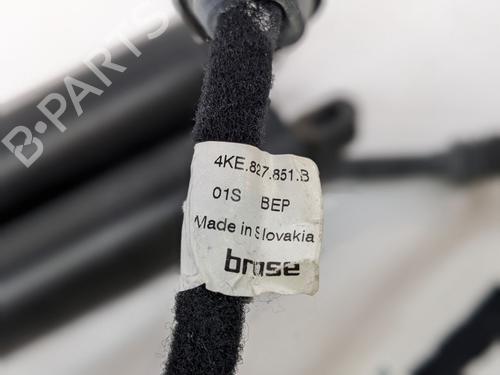 B-PARTS
4KE.827.851.B
01S BEP
Made in Slovakia
brose